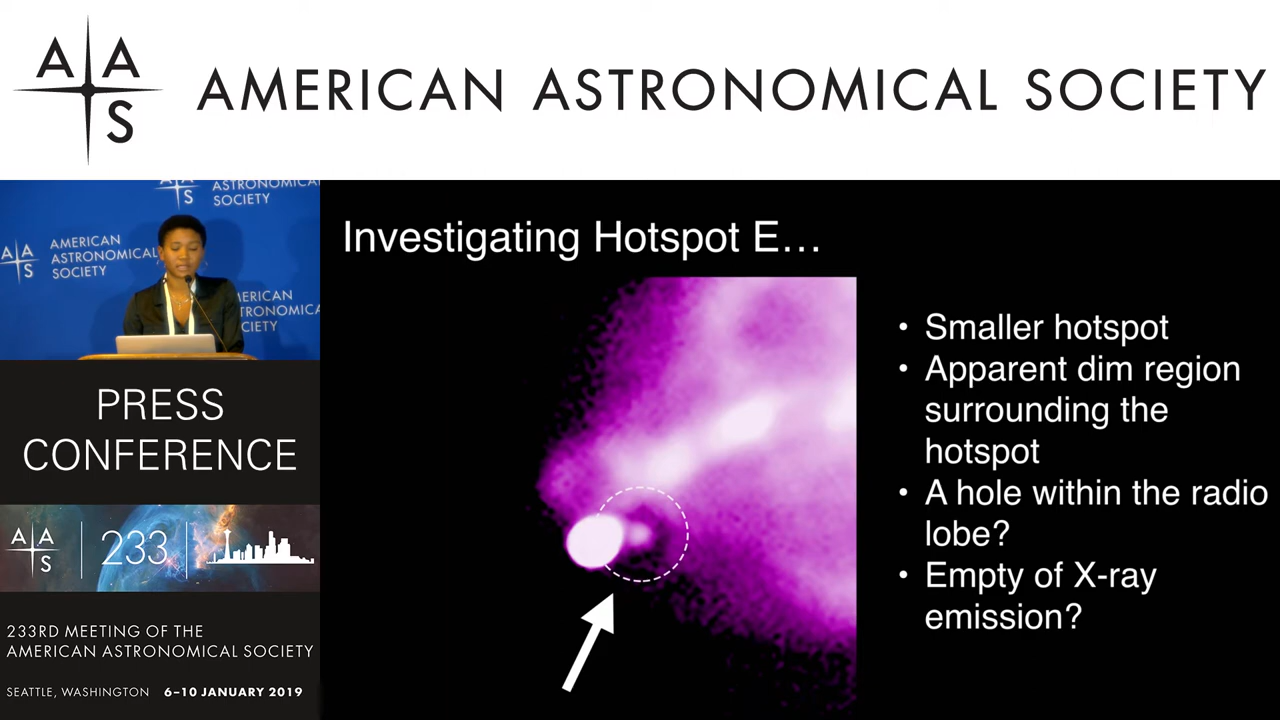 A A
S
AMERICAN ASTRONOMICAL SOCIETY
ASTRONOMICAL
SOCIETY
A A
S
AMERICAN
ASTRONOMICAL
SOCIETY
PRESS
CONFERENCE
A A
S
233
233RD MEETING OF THE
AMERICAN ASTRONOMICAL SOCIETY
SEATTLE, WASHINGTON 6–10 JANUARY 2019
Investigating Hotspot E...
• Smaller hotspot
• Apparent dim region
surrounding the
hotspot
• A hole within the radio
lobe?
• Empty of X-ray
emission?